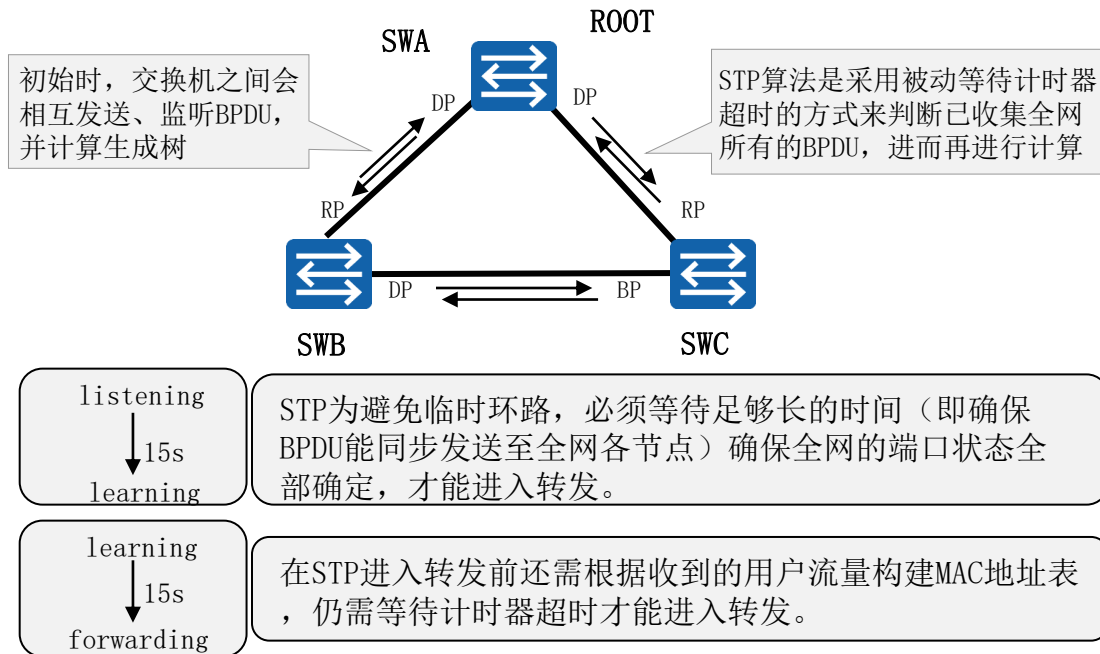 ROOT
SWA
初始时，交换机之间会
相互发送、监听BPDU，
并计算生成树
STP算法是采用被动等待计时器
超时的方式来判断已收集全网
所有的BPDU，进而再进行计算
DP
DP
RP
RP
DP
BP
SWB
SWC
listening
15s
learning
STP为避免临时环路，必须等待足够长的时间（即确保
BPDU能同步发送至全网各节点）确保全网的端口状态全
部确定，才能进入转发。
learning
15s
forwarding
在STP进入转发前还需根据收到的用户流量构建MAC地址表
，仍需等待计时器超时才能进入转发。